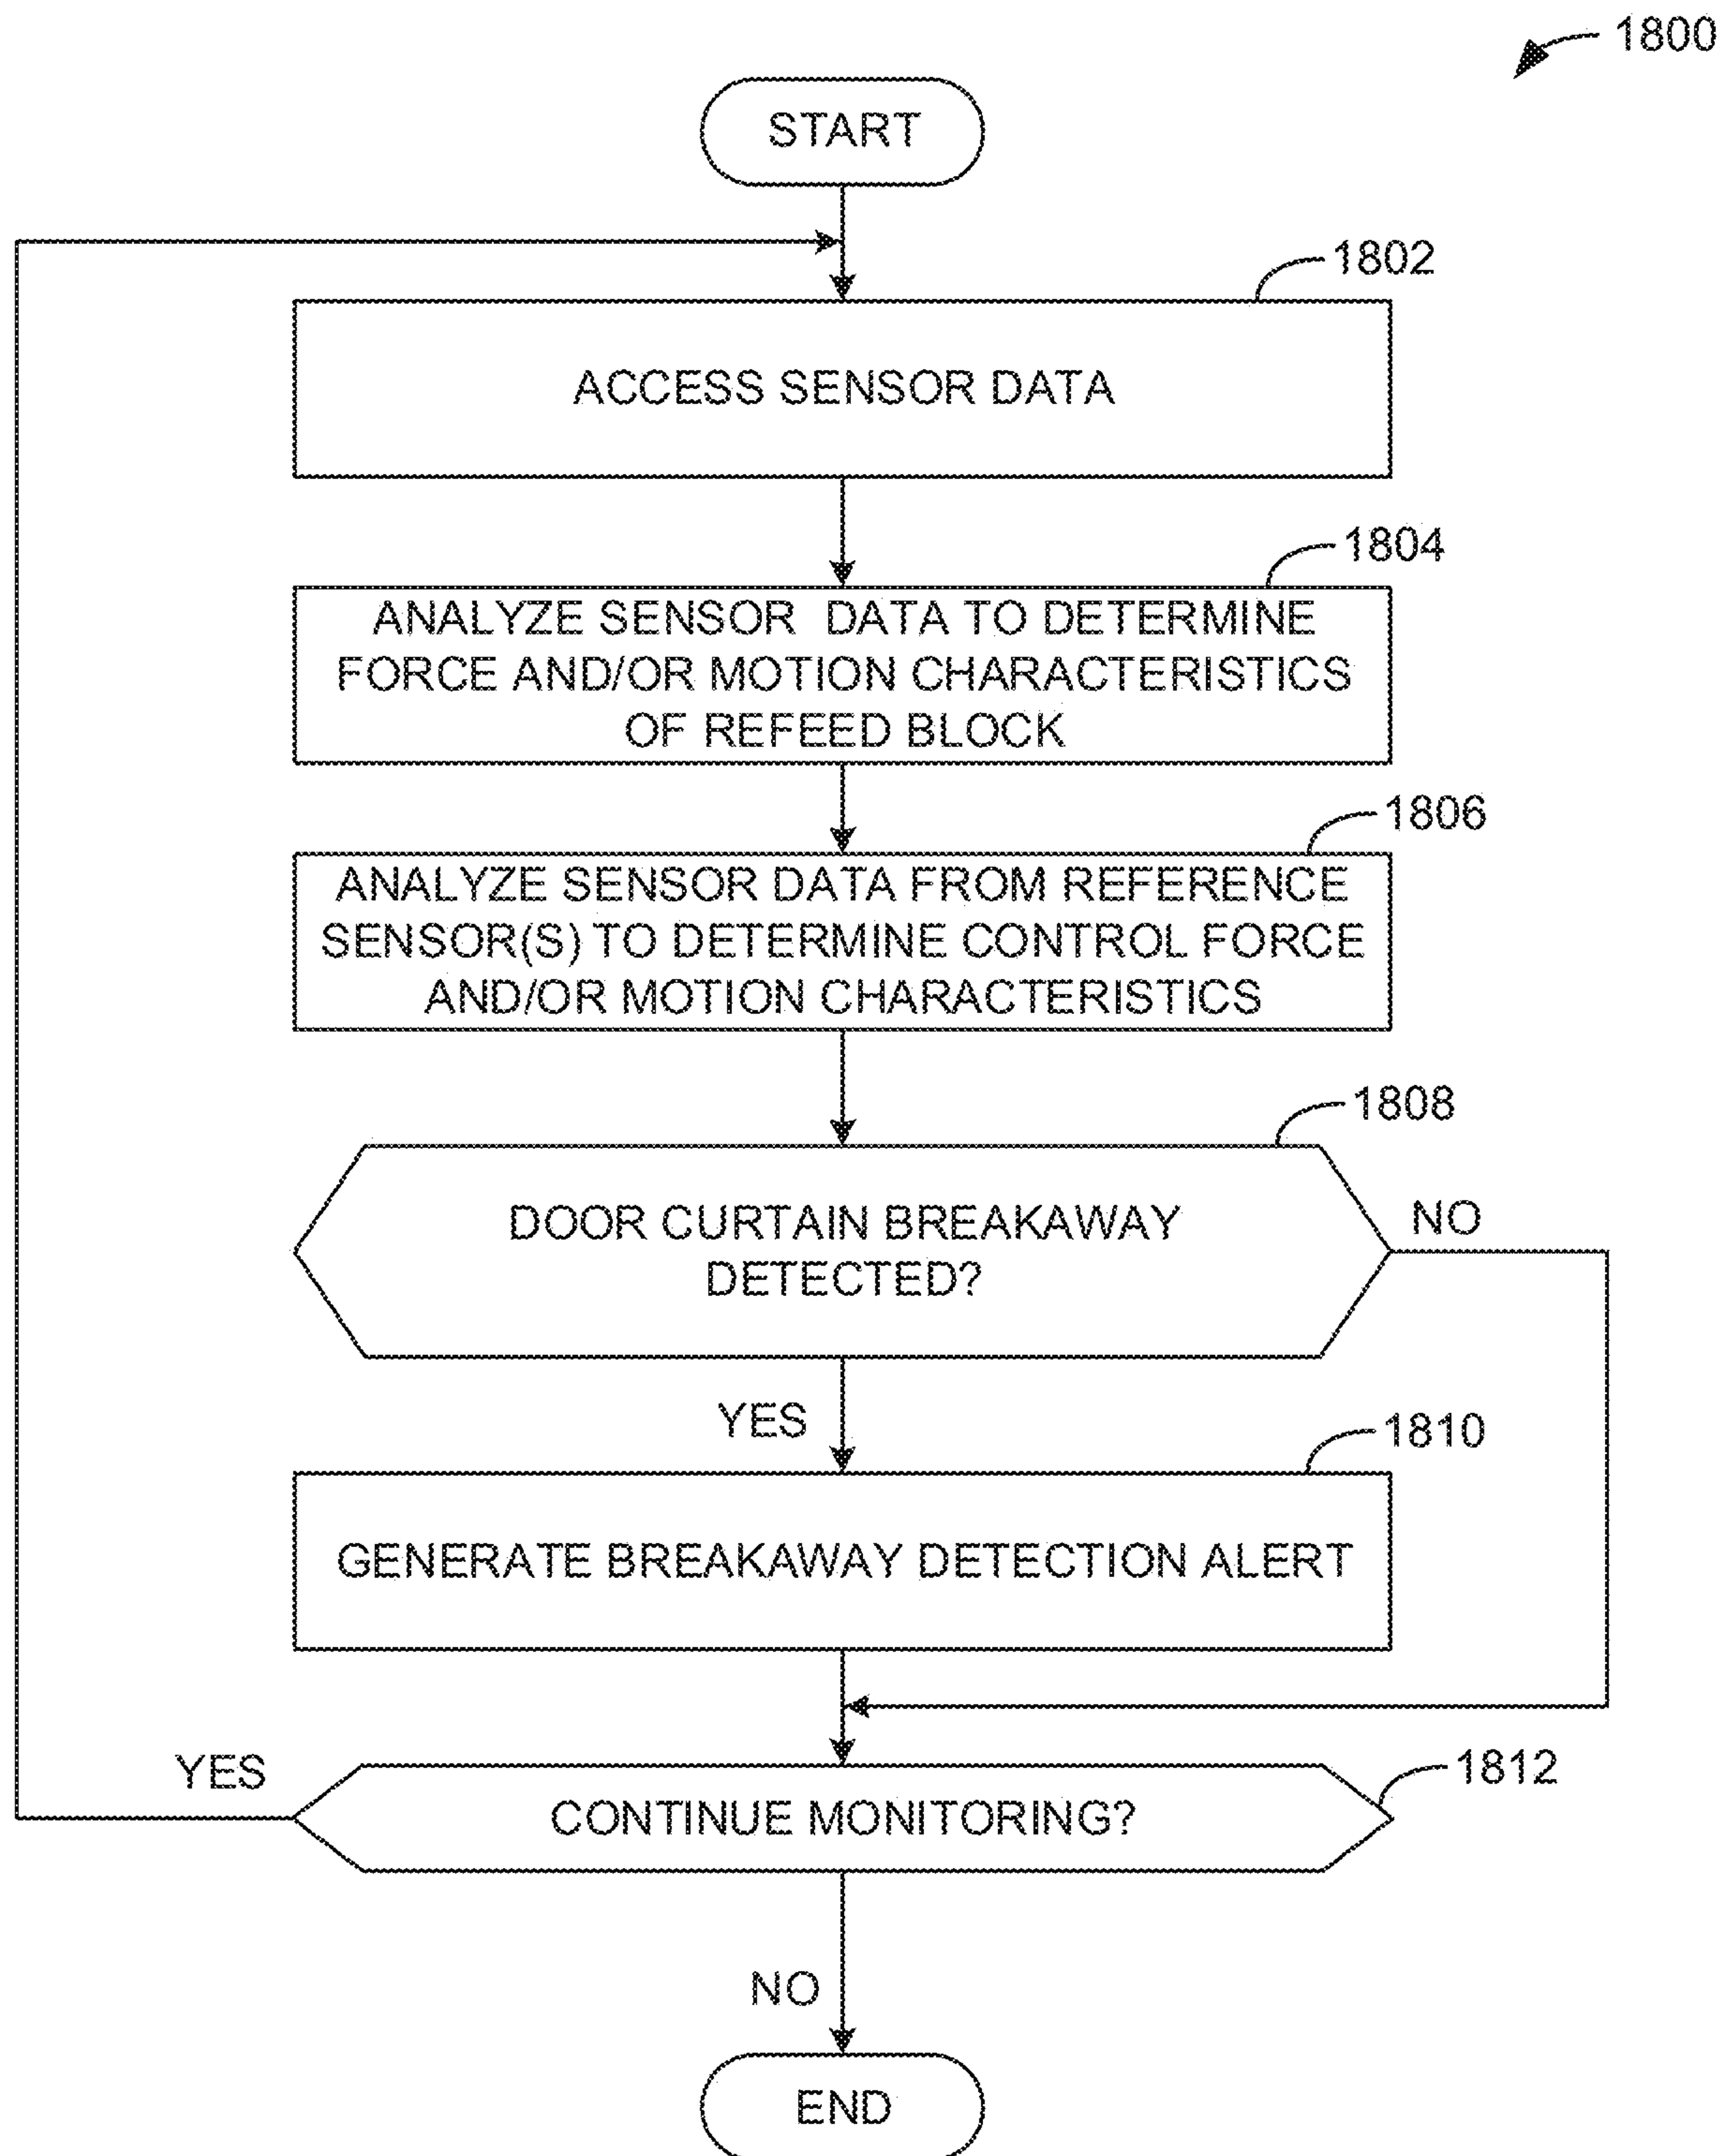 1800
START
1802
ACCESS SENSOR DATA
1804
ANALYZE SENSOR DATA TO DETERMINE
FORCE AND/OR MOTION CHARACTERISTICS
OF REFEED BLOCK
1806
ANALYZE SENSOR DATA FROM REFERENCE
SENSOR(S) TO DETERMINE CONTROL FORCE
AND/OR MOTION CHARACTERISTICS
1808
DOOR CURTAIN BREAKAWAY
DETECTED?
NO
YES
1810
GENERATE BREAKAWAY DETECTION ALERT
YES
1812
CONTINUE MONITORING?
NO
END